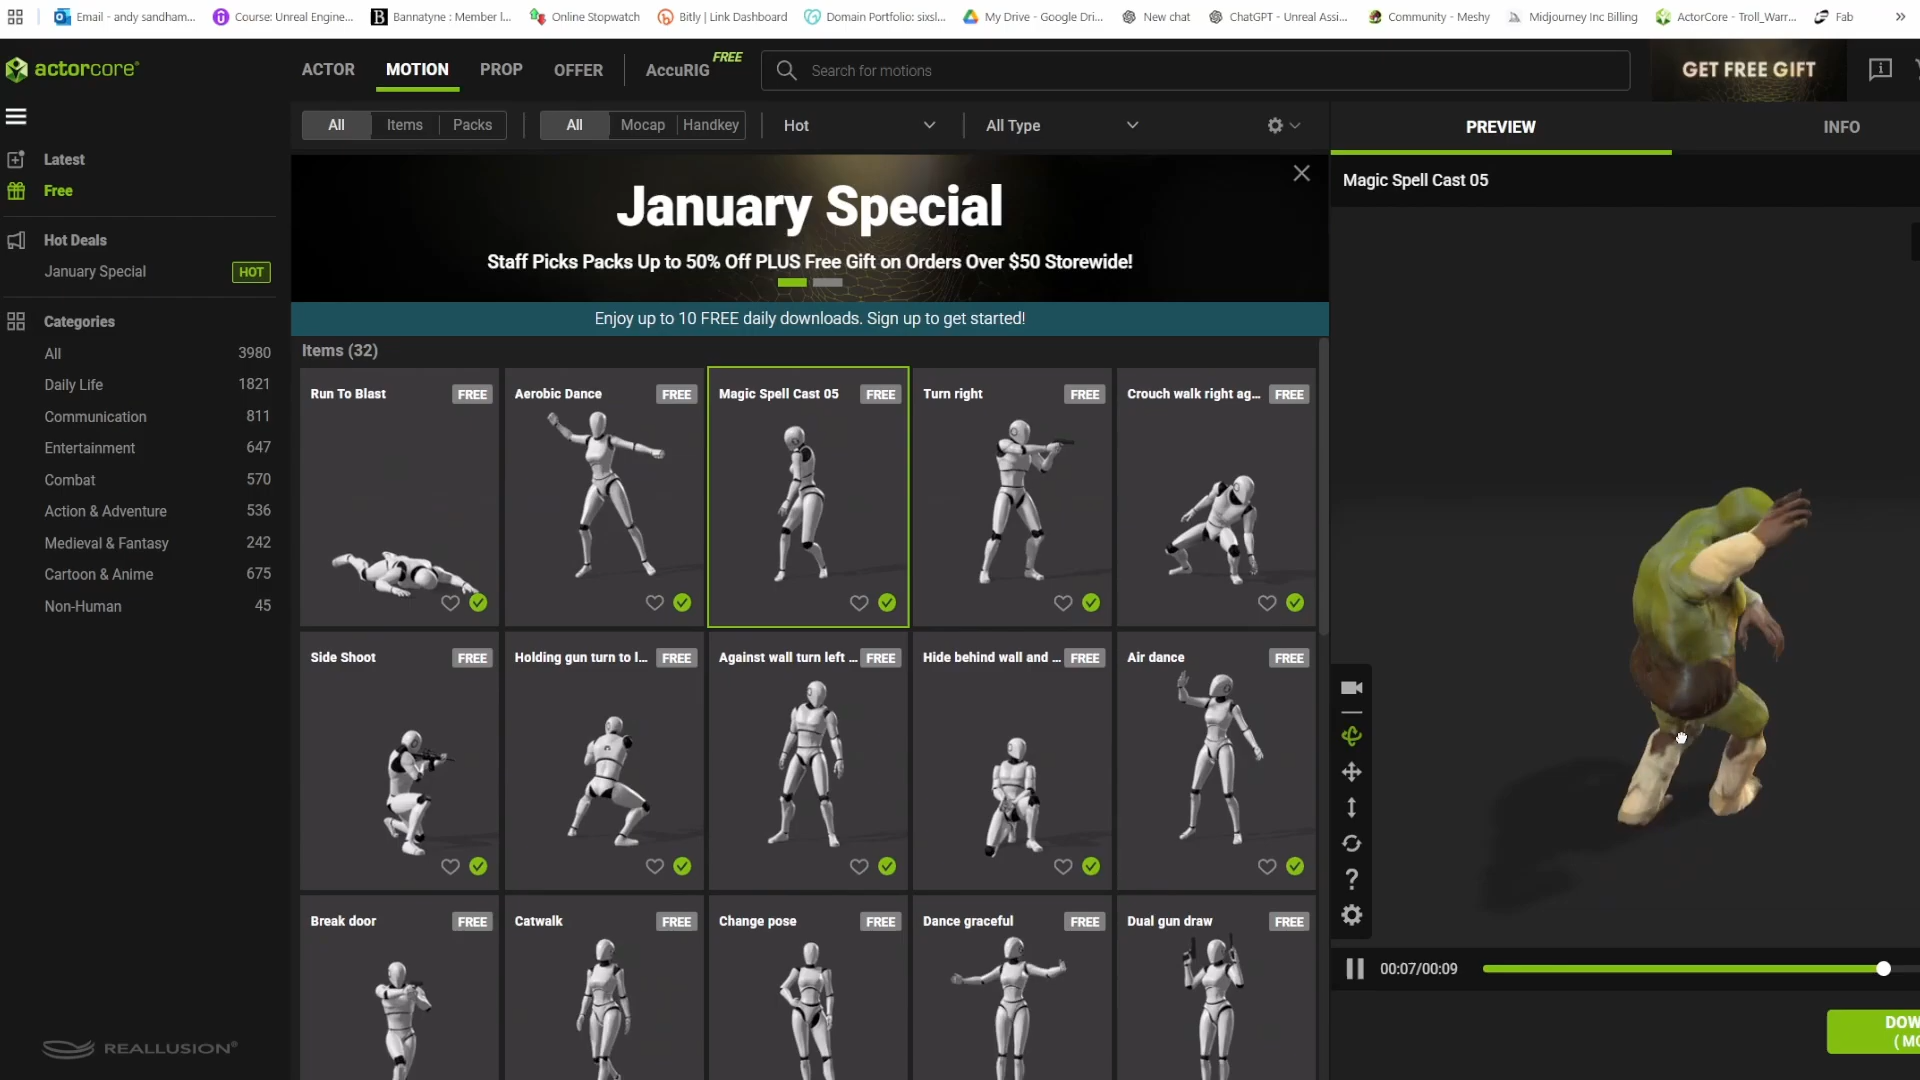 Email - andy sandham...
Course: Unreal Engine...
Bannatyne : Member l...
Online Stopwatch
Bitly | Link Dashboard
Domain Portfolio: sixsl...
My Drive - Google Dri...
New chat
ChatGPT - Unreal Assi...
Community - Meshy
Midjourney Inc Billing
ActorCore - Troll_Warr...
Fab
actorcore
ACTOR
MOTION
PROP
OFFER
AccuRIG
FREE
Search for motions
GET FREE GIFT
All
Items
Packs
All
Mocap
Handkey
Hot
All Type
PREVIEW
INFO
Latest
Free
Hot Deals
January Special
HOT
Categories
All 3980
Daily Life 1821
Communication 811
Entertainment 647
Combat 570
Action & Adventure 536
Medieval & Fantasy 242
Cartoon & Anime 675
Non-Human 45
REALLUSION
January Special
Staff Picks Packs Up to 50% Off PLUS Free Gift on Orders Over $50 Storewide!
Enjoy up to 10 FREE daily downloads. Sign up to get started!
Items (32)
Run To Blast FREE
Aerobic Dance FREE
Magic Spell Cast 05 FREE
Turn right FREE
Crouch walk right ag... FREE
Side Shoot FREE
Holding gun turn to l... FREE
Against wall turn left ... FREE
Hide behind wall and ... FREE
Air dance FREE
Break door FREE
Catwalk FREE
Change pose FREE
Dance graceful FREE
Dual gun draw FREE
Magic Spell Cast 05
00:07/00:09
DOW
( MO